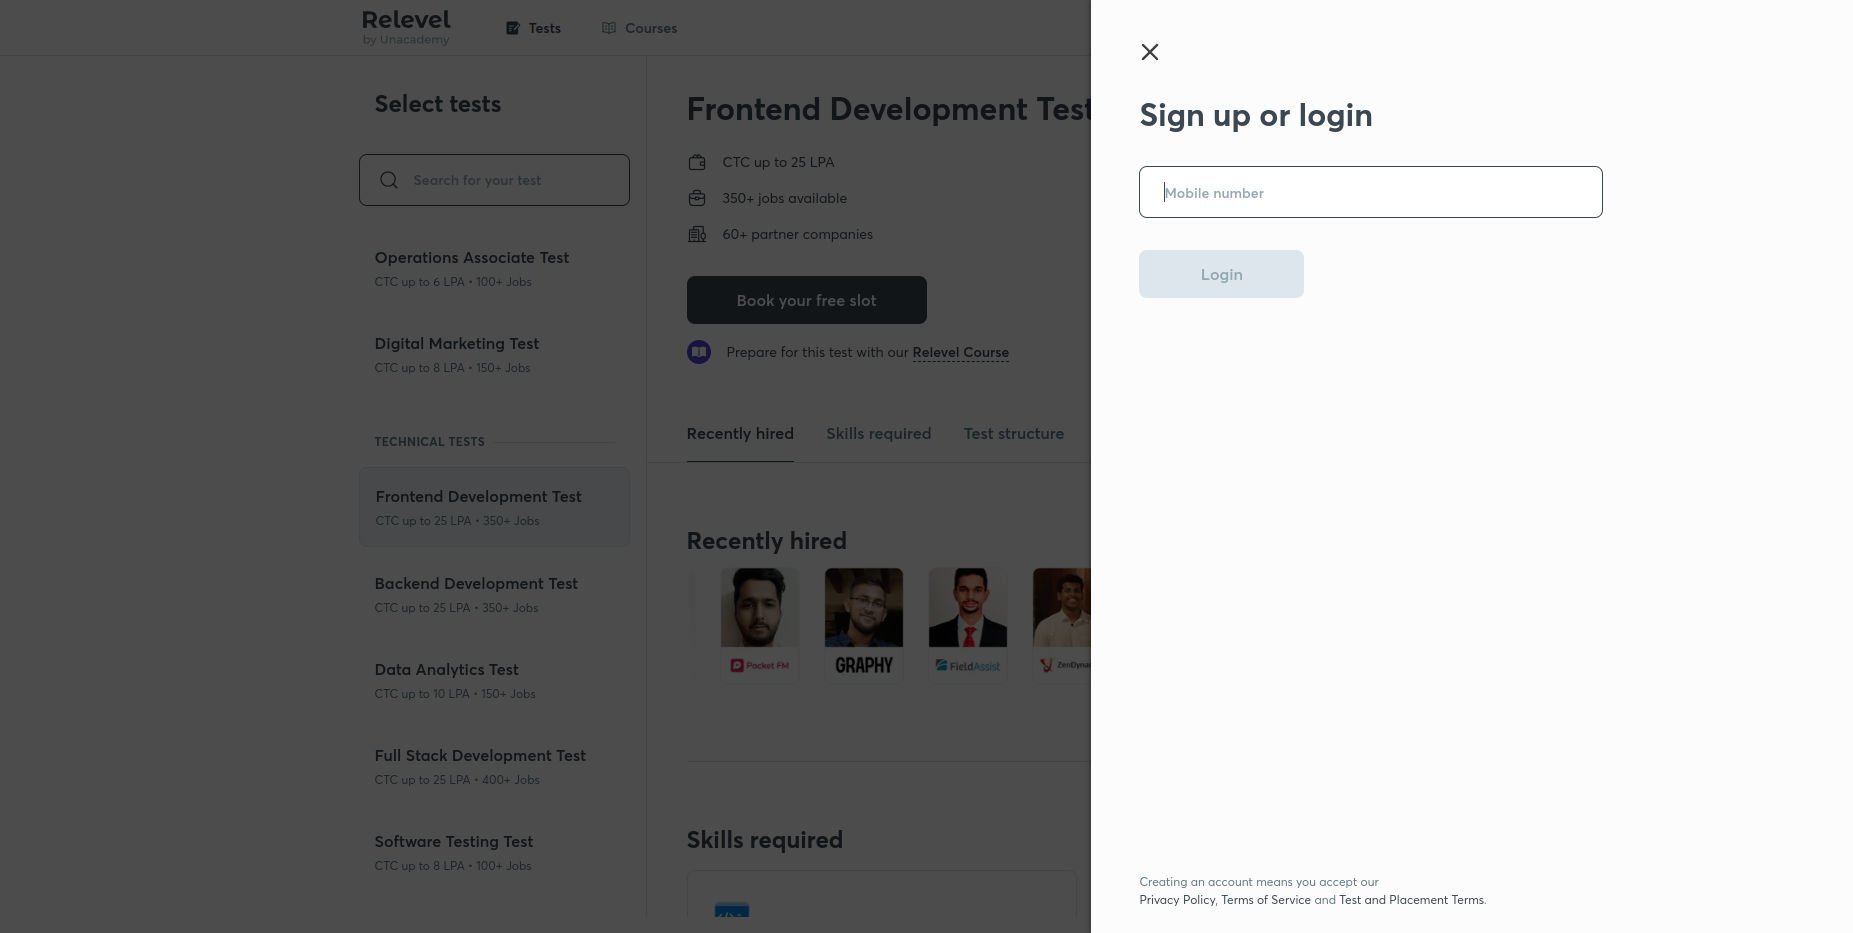 Relevel
by Unacademy
Tests
Courses
Select tests
Search for your test
Operations Associate Test
CTC up to 6 LPA • 100+ Jobs
Digital Marketing Test
CTC up to 8 LPA • 150+ Jobs
TECHNICAL TESTS
Frontend Development Test
CTC up to 25 LPA • 350+ Jobs
Backend Development Test
CTC up to 25 LPA • 350+ Jobs
Data Analytics Test
CTC up to 10 LPA • 150+ Jobs
Full Stack Development Test
CTC up to 25 LPA • 400+ Jobs
Software Testing Test
CTC up to 8 LPA • 100+ Jobs
Frontend Development Test
CTC up to 25 LPA
350+ jobs available
60+ partner companies
Book your free slot
Prepare for this test with our Relevel Course
Recently hired
Skills required
Test structure
Recently hired
Pocket FM
GRAPHY
FieldAssist
Skills required
Sign up or login
Mobile number
Login
Creating an account means you accept our
Privacy Policy, Terms of Service and Test and Placement Terms.